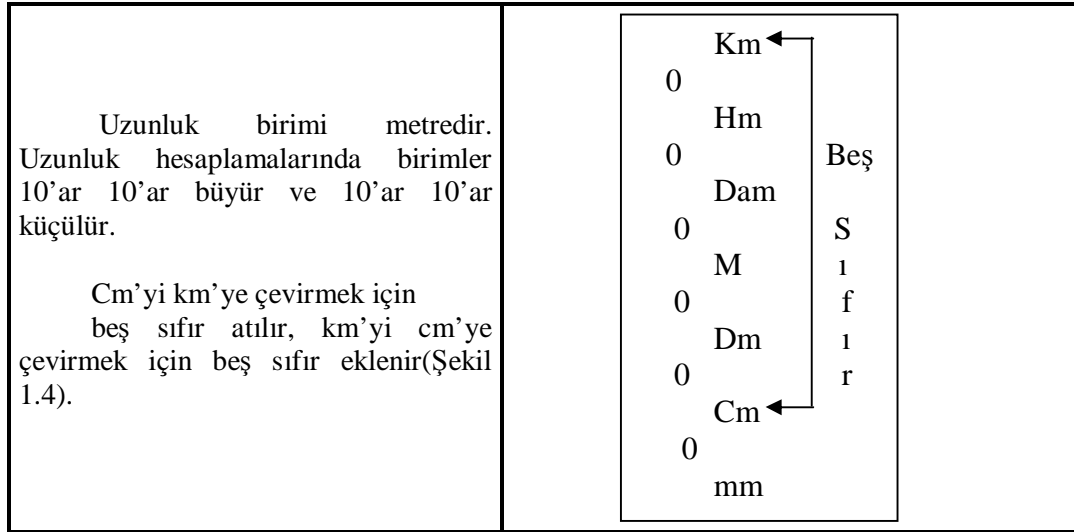 Uzunluk birimi metredir.
Uzunluk hesaplamalarında birimler
10’ar 10’ar büyür ve 10’ar 10’ar
küçülür.
Cm’yi km’ye çevirmek için
beş sıfır atılır, km’yi cm’ye
çevirmek için beş sıfır eklenir(Şekil
1.4).
Km
0
Hm
0
Dam
0
M
0
Dm
0
Cm
0
mm
Beş
S
ı
f
ı
r